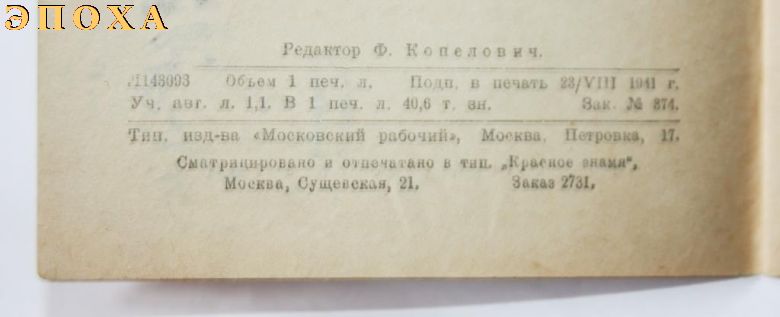 ЭПОХА
Редактор Ф. Копелович.
Л143093 Объем 1 печ. л. Подп. в печать 23/VIII 1941 г.
Уч. авт. л. 1,1. В 1 печ. л. 40,6 т. зн. Зак. № 874.
Тип. изд-ва «Московский рабочий», Москва, Петровка, 17.
Сматрицировано и отпечатано в тип. „Красное знамя",
Москва, Сущевская, 21. Заказ 2731.